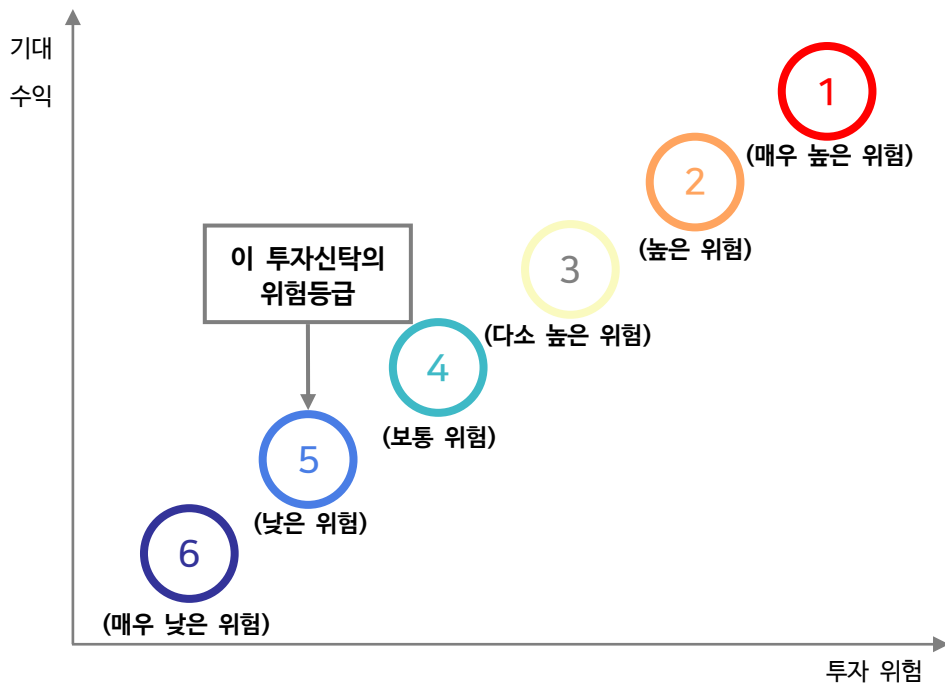 기대
수익
1
(매우 높은 위험)
2
(높은 위험)
이 투자신탁의
위험등급
3
(다소 높은 위험)
4
(보통 위험)
5
(낮은 위험)
6
(매우 낮은 위험)
투자 위험